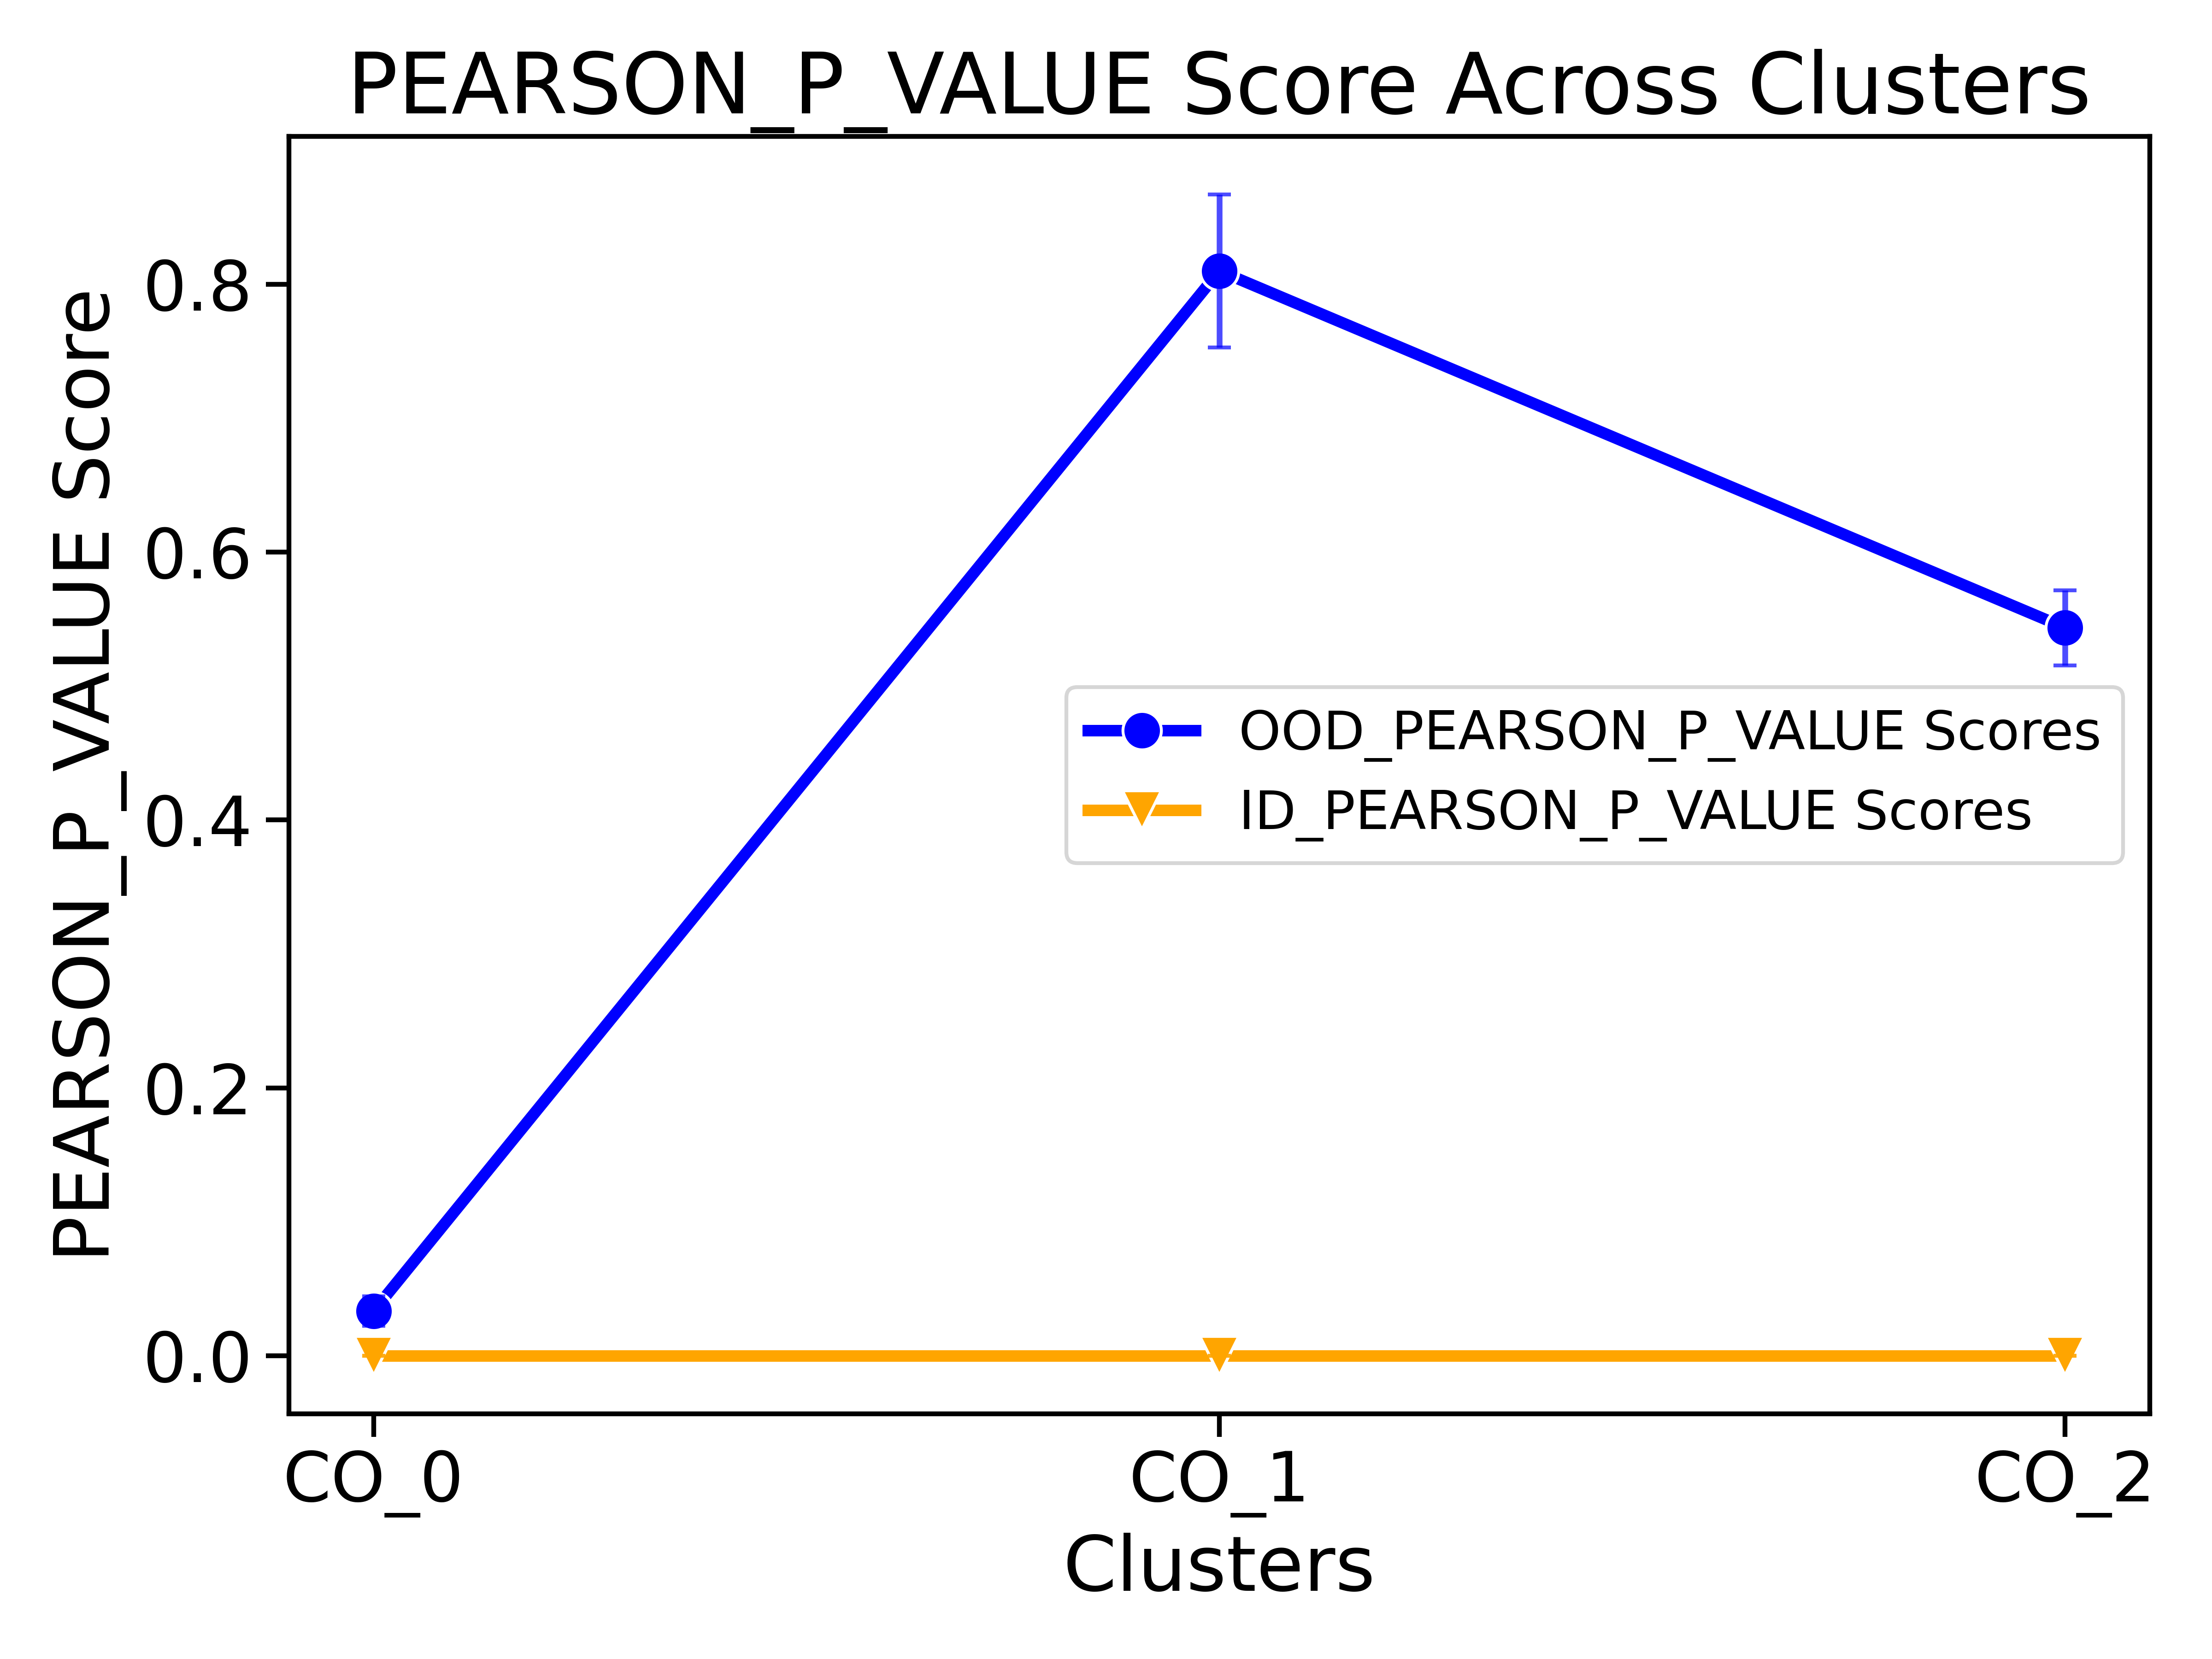 PEARSON_P_VALUE Score Across Clusters
PEARSON_P_VALUE Score
0.8
0.6
0.4
0.2
0.0
OOD_PEARSON_P_VALUE Scores
ID_PEARSON_P_VALUE Scores
CO_0
CO_1
CO_2
Clusters